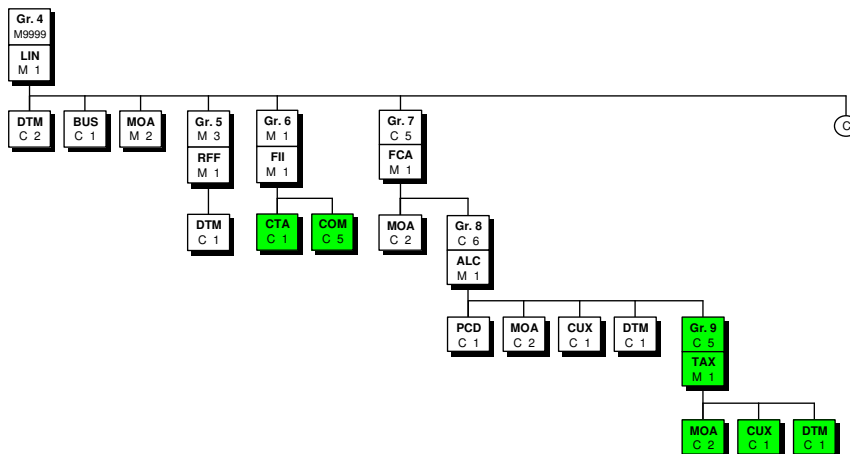 Gr. 4
M9999
LIN
M 1
DTM
C 2
BUS
C 1
MOA
M 2
Gr. 5
M 3
RFF
M 1
Gr. 6
M 1
FII
M 1
Gr. 7
C 5
FCA
M 1
C
DTM
C 1
CTA
C 1
COM
C 5
MOA
C 2
Gr. 8
C 6
ALC
M 1
PCD
C 1
MOA
C 2
CUX
C 1
DTM
C 1
Gr. 9
C 5
TAX
M 1
MOA
C 2
CUX
C 1
DTM
C 1